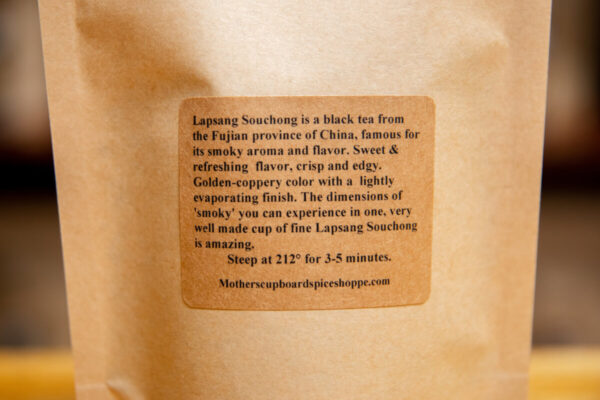 Lapsang Souchong is a black tea from
the Fujian province of China, famous for
its smoky aroma and flavor. Sweet &
refreshing flavor, crisp and edgy.
Golden-coppery color with a lightly
evaporating finish. The dimensions of
'smoky' you can experience in one, very
well made cup of fine Lapsang Souchong
is amazing.
Steep at 212° for 3-5 minutes.
Motherscupboardspiceshoppe.com